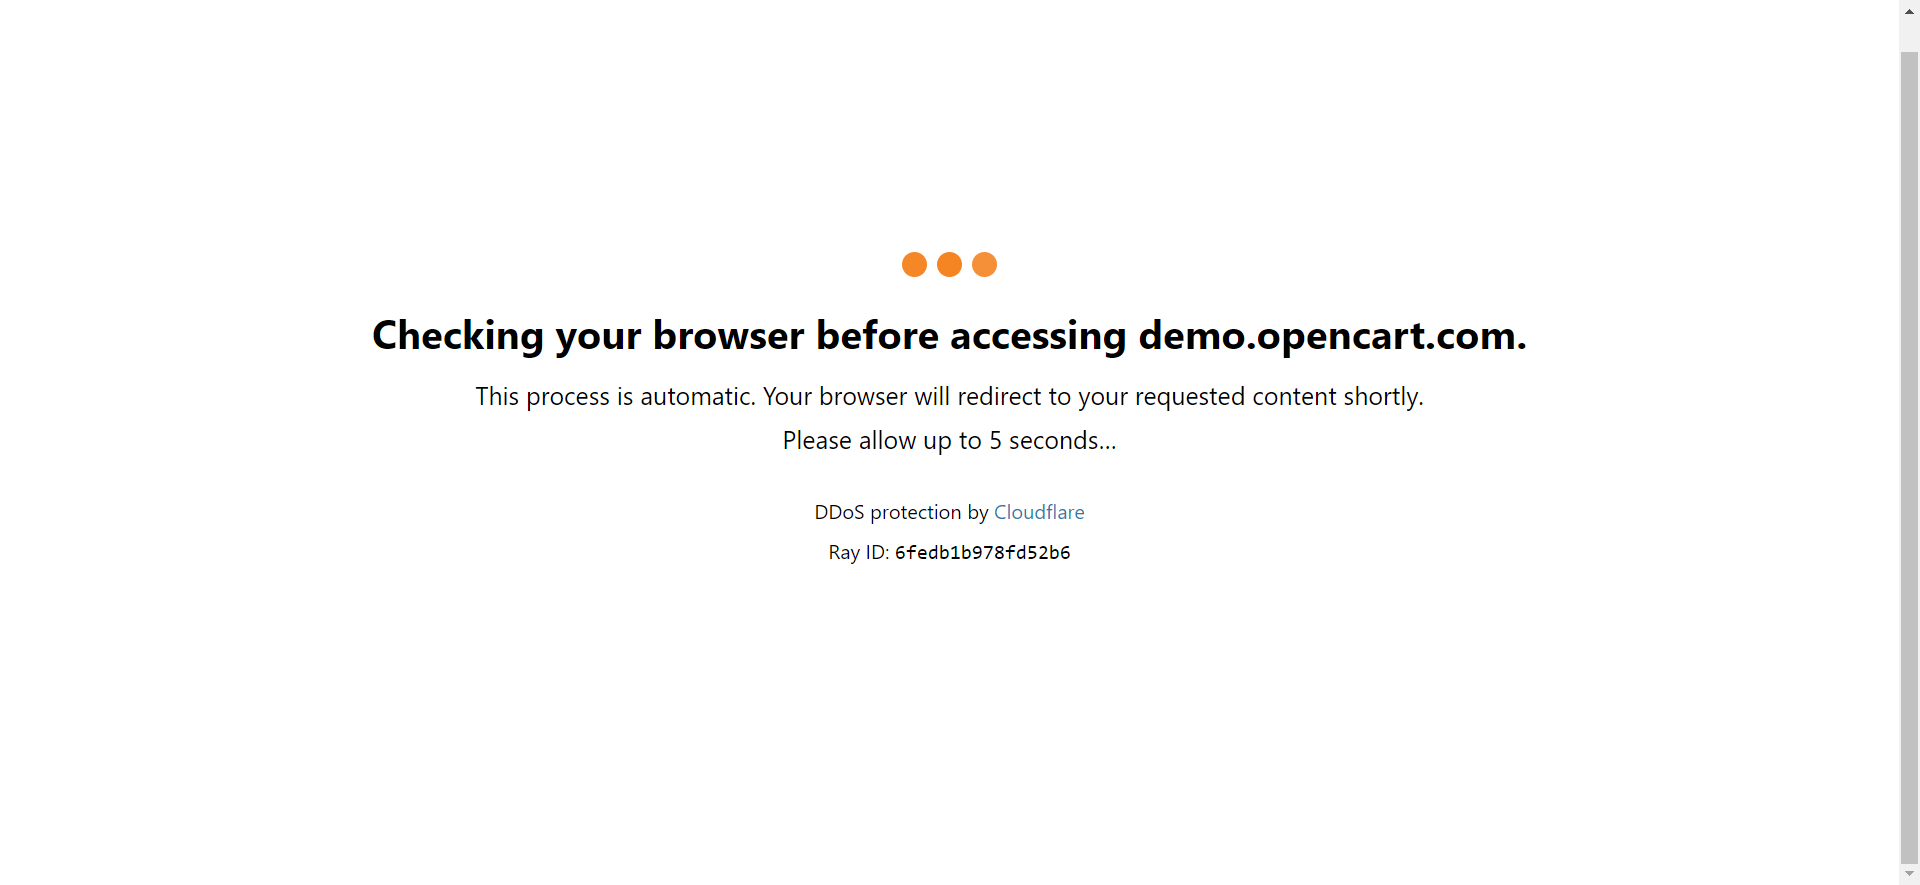 Checking your browser before accessing demo.opencart.com.
This process is automatic. Your browser will redirect to your requested content shortly.
Please allow up to 5 seconds…
DDoS protection by Cloudflare
Ray ID: 6fedb1b978fd52b6